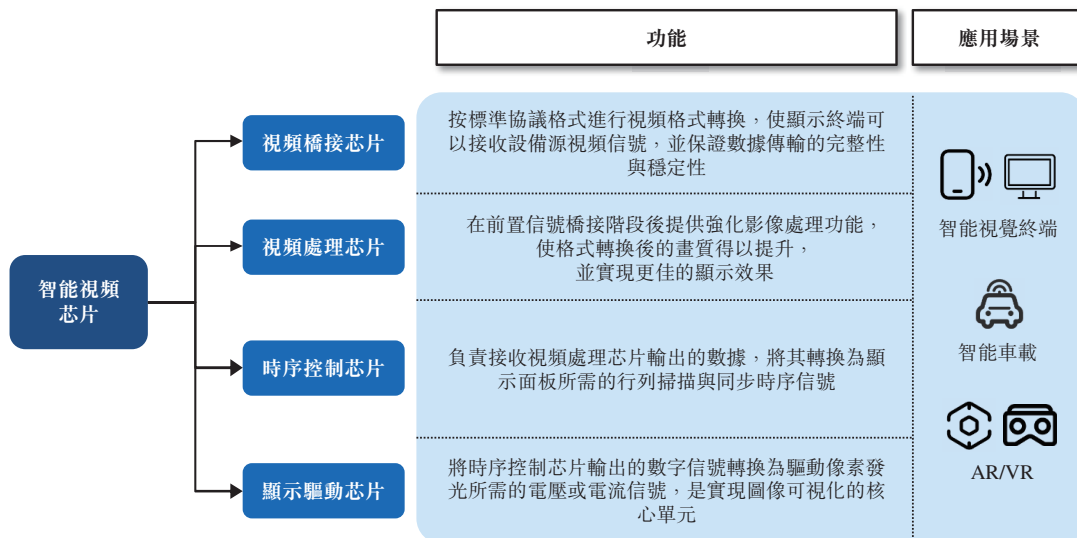 功能
應用場景
智能視頻
芯片
視頻橋接芯片
按標準協議格式進行視頻格式轉換，使顯示終端可
以接收設備源視頻信號，並保證數據傳輸的完整性
與穩定性
視頻處理芯片
在前置信號橋接階段後提供強化影像處理功能，
使格式轉換後的畫質得以提升，
並實現更佳的顯示效果
時序控制芯片
負責接收視頻處理芯片輸出的數據，將其轉換為顯
示面板所需的行列掃描與同步時序信號
顯示驅動芯片
將時序控制芯片輸出的數字信號轉換為驅動像素發
光所需的電壓或電流信號，是實現圖像可視化的核
心單元
智能視覺終端
智能車載
AR/VR